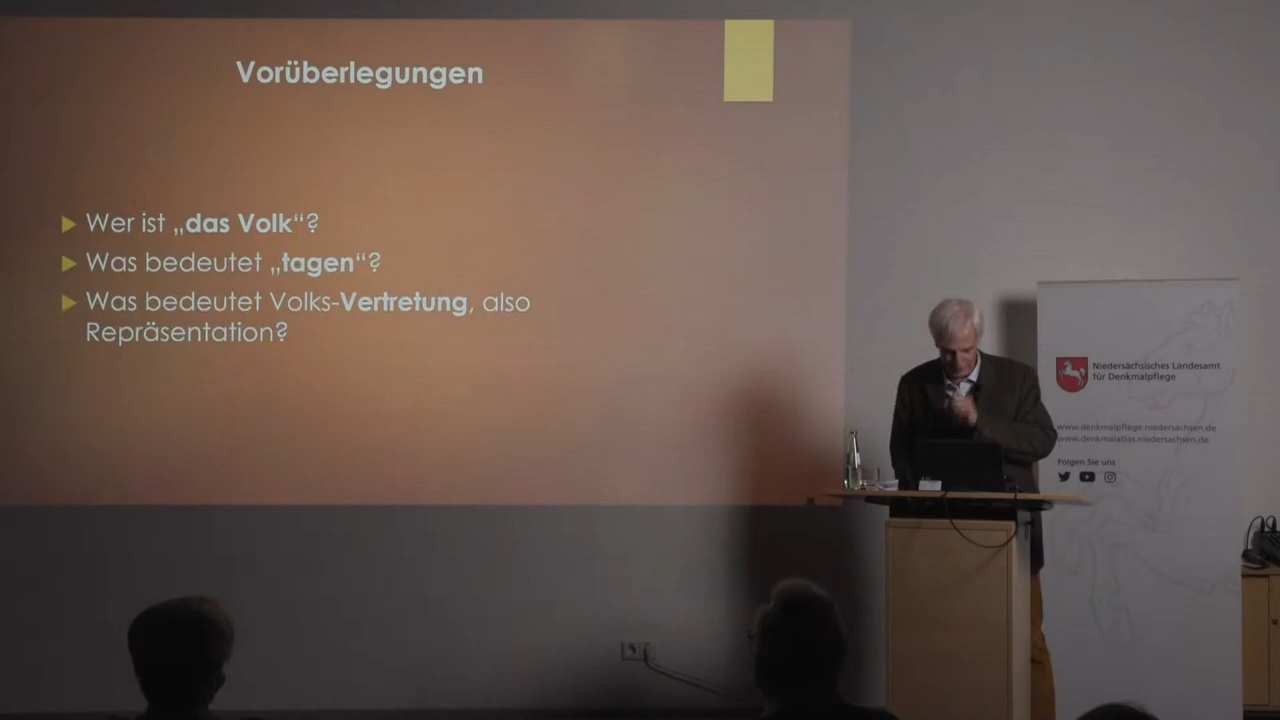 Vorüberlegungen
Wer ist „das Volk“?
Was bedeutet „tagen“?
Was bedeutet Volks-Vertretung, also
Repräsentation?
Niedersächsisches Landesamt
für Denkmalpflege
www.denkmalpflege.niedersachsen.de
www.denkmalatlas.niedersachsen.de
Folgen Sie uns